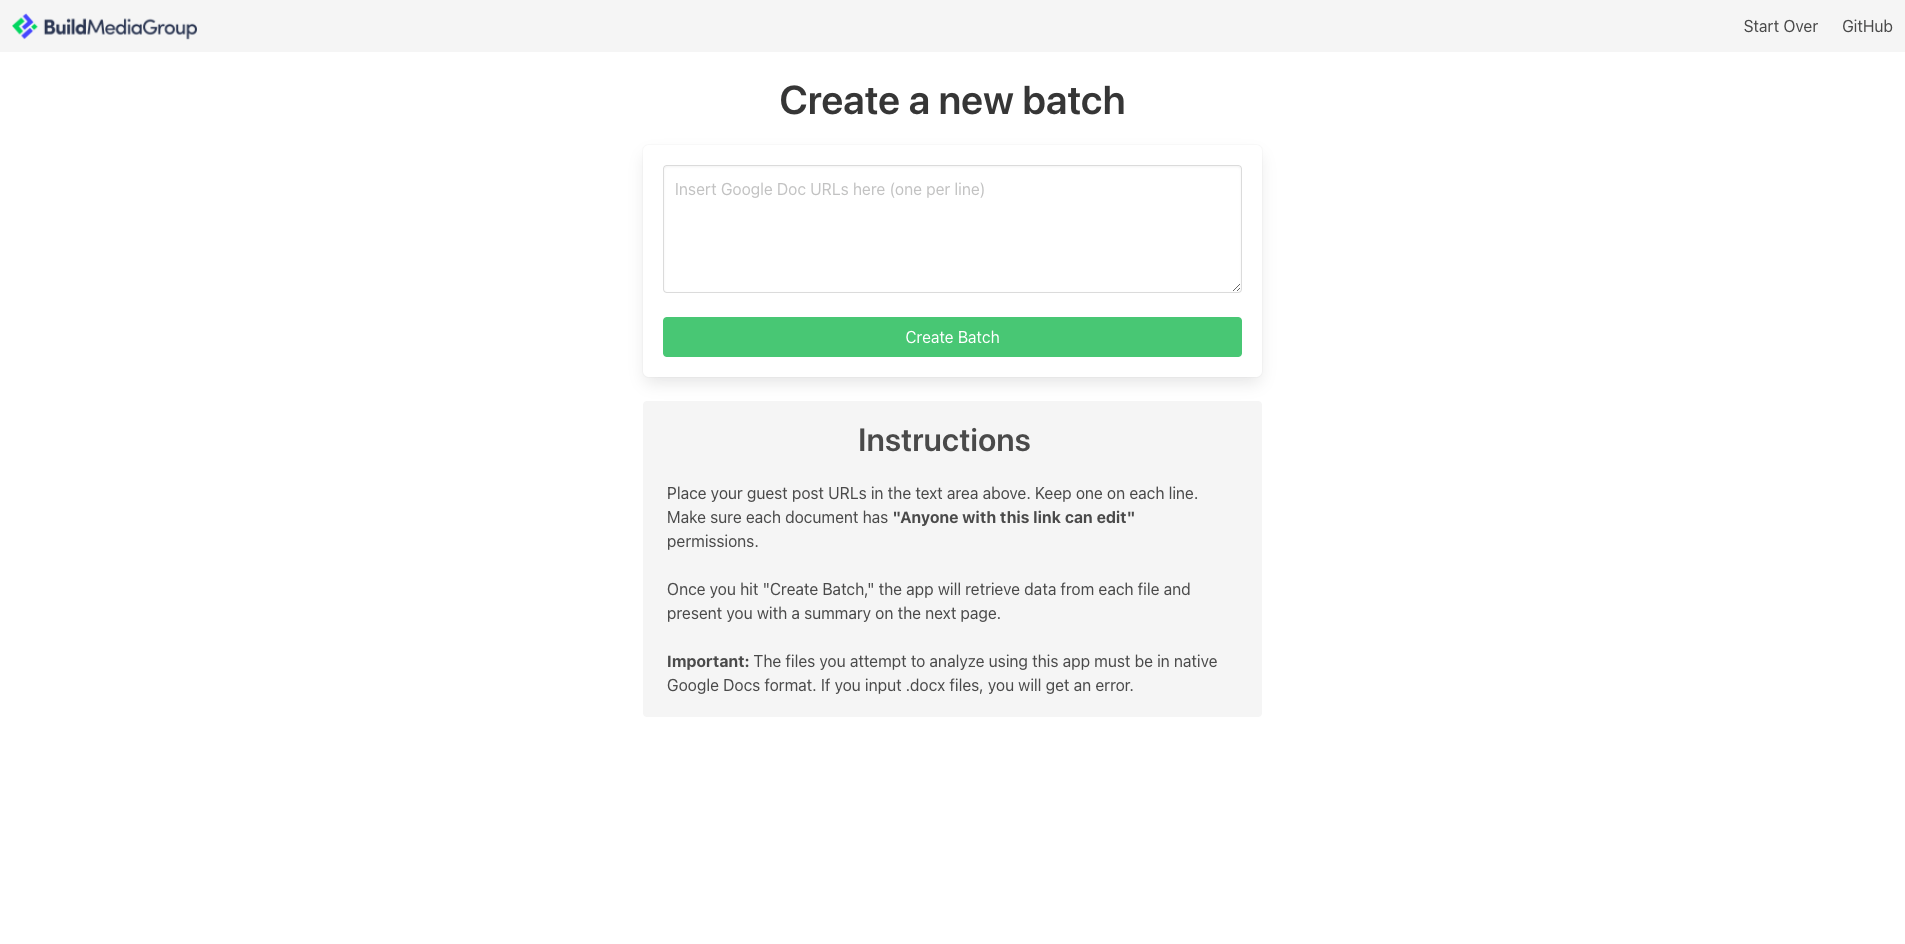 BuildMediaGroup
Start Over
GitHub
Create a new batch
Insert Google Doc URLs here (one per line)
Create Batch
Instructions
Place your guest post URLs in the text area above. Keep one on each line.
Make sure each document has "Anyone with this link can edit"
permissions.
Once you hit "Create Batch," the app will retrieve data from each file and
present you with a summary on the next page.
Important: The files you attempt to analyze using this app must be in native
Google Docs format. If you input .docx files, you will get an error.